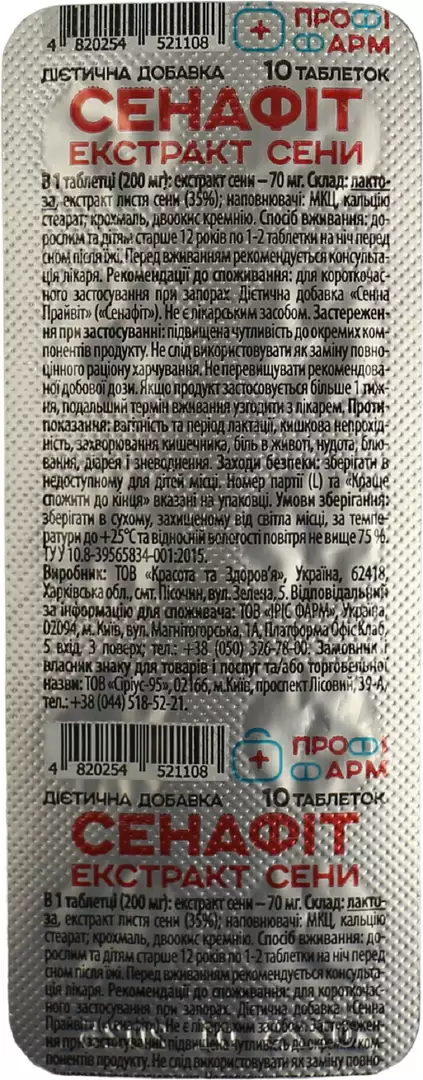 ПРОФІ
4 820254 521108 ФАРМ
ДІЄТИЧНА ДОБАВКА 10 ТАБЛЕТОК
СЕНАФІТ
ЕКСТРАКТ СЕНИ
В 1 таблетці (200 мг): екстракт сени – 70 мг. Склад: лакто-
за, екстракт листя сени (35%); наповнювачі: МКЦ, кальцію
стеарат; крохмаль, двоокис кремнію. Спосіб вживання: до-
рослим та дітям старше 12 років по 1-2 таблетки на ніч перед
сном після їжі. Перед вживанням рекомендується консульта-
ція лікаря. Рекомендації до споживання: для короткочас-
ного застосування при запорах. Дієтична добавка «Сенна
Прайвіт» («Сенафіт»). Не є лікарським засобом. Застережен-
ня при застосуванні: підвищена чутливість до окремих ком-
понентів продукту. Не слід використовувати як заміну повно-
цінного раціону харчування. Не перевищувати рекомендова-
ної добової дози. Якщо продукт застосовується більше 1 тиж-
ня, подальший термін вживання узгодити з лікарем. Проти-
показання: вагітність та період лактації, кишкова непрохід-
ність, захворювання кишечника, біль в животі, нудота, блю-
вання, діарея і зневоднення. Заходи безпеки: зберігати в
недоступному для дітей місці. Номер партії (L) та «Краще
спожити до кінця» вказані на упаковці. Умови зберігання:
зберігати в сухому, захищеному від світла місці, за темпе-
ратури до +25°С та відносній вологості повітря не вище 75 %.
ТУ У 10.8-39565834-001:2015.
Виробник: ТОВ «Красота та Здоров'я», Україна, 62418,
Харківська обл., смт. Пісочин, вул. Зелена, 5. Відповідальний
за інформацію для споживача: ТОВ «ІРІС ФАРМ», Україна,
02094, м. Київ, вул. Магнітогорська, 1А, Платформа Офіс Клаб,
5 вхід, 3 поверх; тел.: +38 (050) 326-78-00. Замовник і
власник знаку для товарів і послуг та/або торговельної
назви: ТОВ «Сіріус-95», 02166, м.Київ, проспект Лісовий, 39-А,
тел.: +38 (044) 518-52-21.
ПРОФІ
4 820254 521108 ФАРМ
ДІЄТИЧНА ДОБАВКА 10 ТАБЛЕТОК
СЕНАФІТ
ЕКСТРАКТ СЕНИ
В 1 таблетці (200 мг): екстракт сени – 70 мг. Склад: лакто-
за, екстракт листя сени (35%); наповнювачі: МКЦ, кальцію
стеарат; крохмаль, двоокис кремнію. Спосіб вживання: до-
рослим та дітям старше 12 років по 1-2 таблетки на ніч перед
сном після їжі. Перед вживанням рекомендується консульта-
ція лікаря. Рекомендації до споживання: для короткочас-
ного застосування при запорах. Дієтична добавка «Сенна
Прайвіт» («Сенафіт»). Не є лікарським засобом. Застережен-
ня при застосуванні: підвищена чутливість до окремих ком-
понентів продукту. Не слід використовувати як заміну повно-